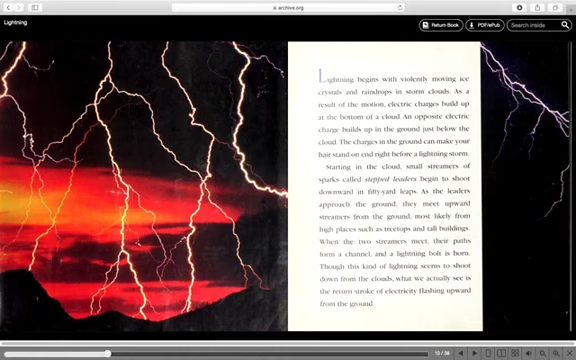 archive.org
Lightning
Return Book
PDF/ePub
Search inside
Lightning begins with violently moving ice
crystals and raindrops in storm clouds. As a
result of the motion, electric charges build up
at the bottom of a cloud. An opposite electric
charge builds up in the ground just below the
cloud. The charges in the ground can make your
hair stand on end right before a lightning storm.
Starting in the cloud, small streamers of
sparks called stepped leaders begin to shoot
downward in fifty-yard leaps. As the leaders
approach the ground, they meet upward
streamers from the ground, most likely from
high places such as treetops and tall buildings.
When the two streamers meet, their paths
form a channel, and a lightning bolt is born.
Though this kind of lightning seems to shoot
down from the clouds, what we actually see is
the return stroke of electricity flashing upward
from the ground.